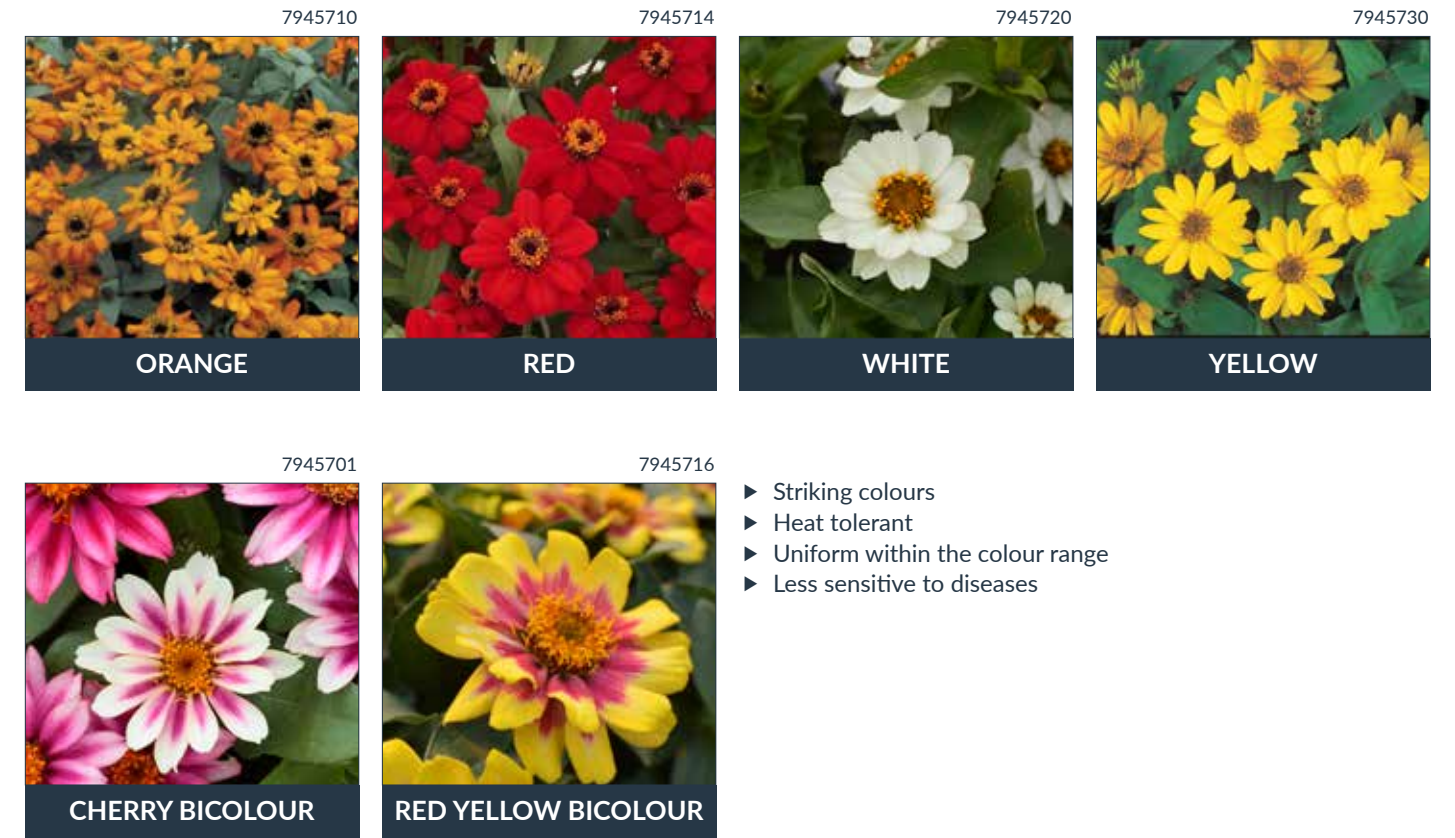 7945710
7945714
7945720
7945730
ORANGE
RED
WHITE
YELLOW
7945701
7945716
CHERRY BICOLOUR
RED YELLOW BICOLOUR
▶ Striking colours
▶ Heat tolerant
▶ Uniform within the colour range
▶ Less sensitive to diseases